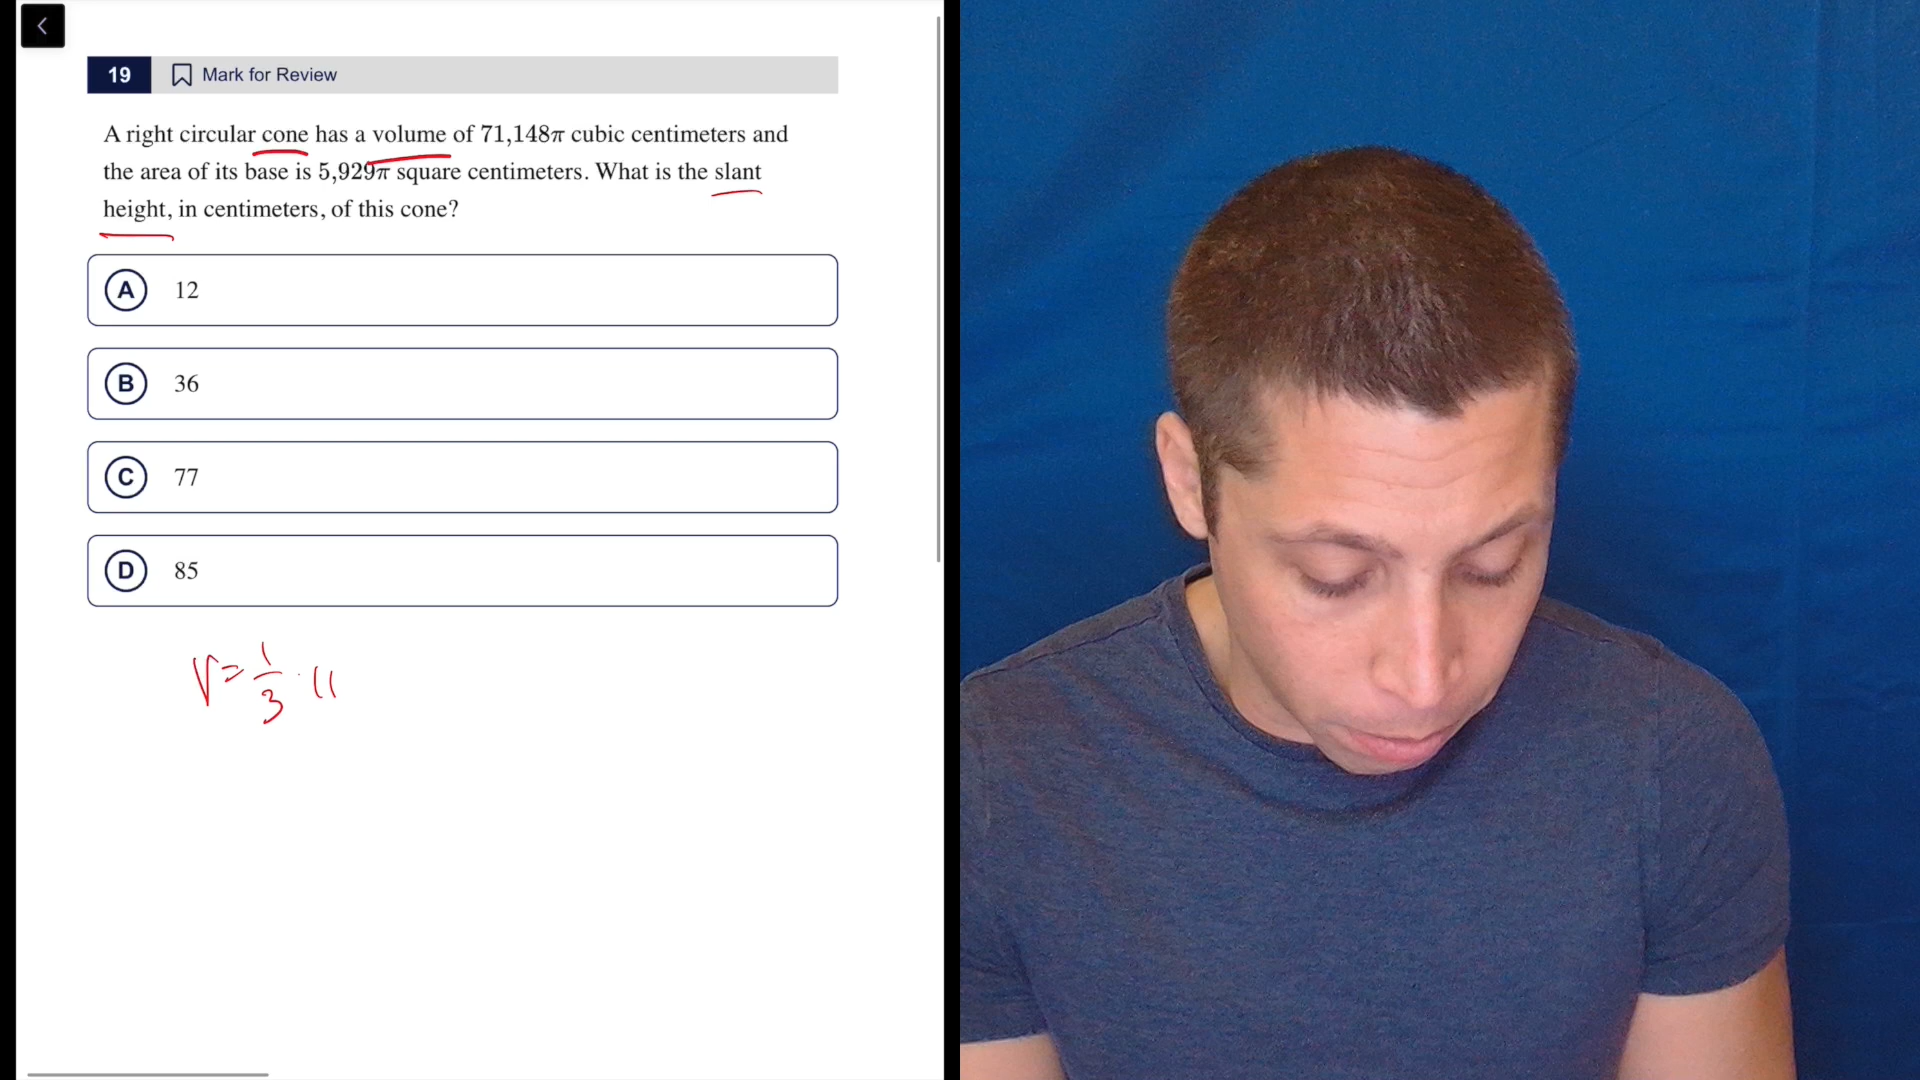 19 Mark for Review
A right circular cone has a volume of 71,148π cubic centimeters and
the area of its base is 5,929π square centimeters. What is the slant
height, in centimeters, of this cone?
A 12
B 36
C 77
D 85
V = 1/3 · 11